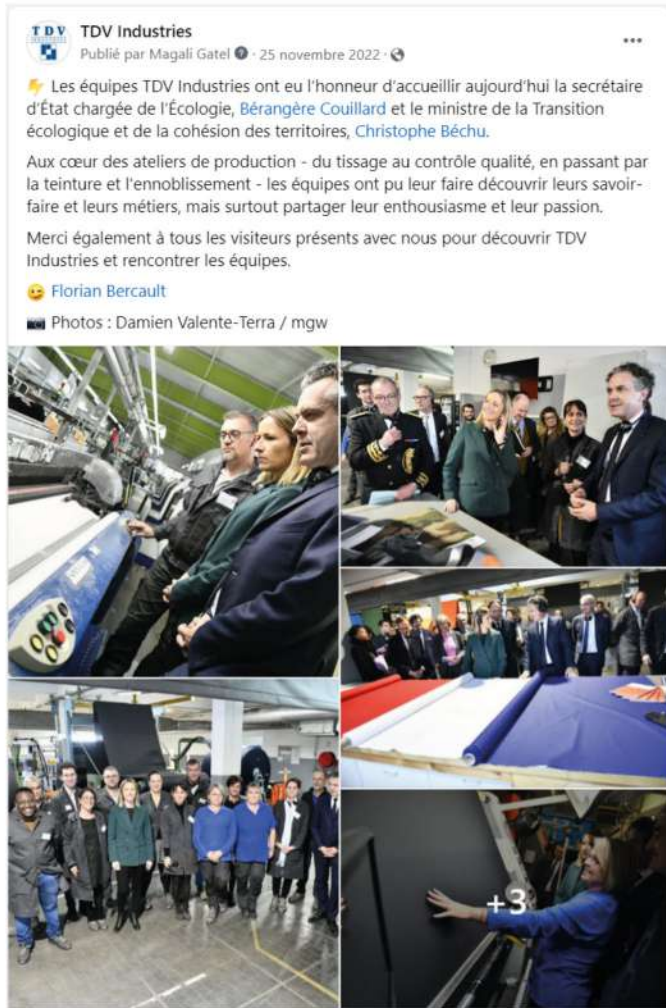 TDV
TDV Industries
Publié par Magali Gatel ? · 25 novembre 2022 ·
Les équipes TDV Industries ont eu l'honneur d'accueillir aujourd'hui la secrétaire
d'État chargée de l'Écologie, Bérangère Couillard et le ministre de la Transition
écologique et de la cohésion des territoires, Christophe Béchu.
Aux cœur des ateliers de production - du tissage au contrôle qualité, en passant par
la teinture et l'ennoblissement - les équipes ont pu leur faire découvrir leurs savoir-
faire et leurs métiers, mais surtout partager leur enthousiasme et leur passion.
Merci également à tous les visiteurs présents avec nous pour découvrir TDV
Industries et rencontrer les équipes.
Florian Bercault
Photos : Damien Valente-Terra / mgw
+3